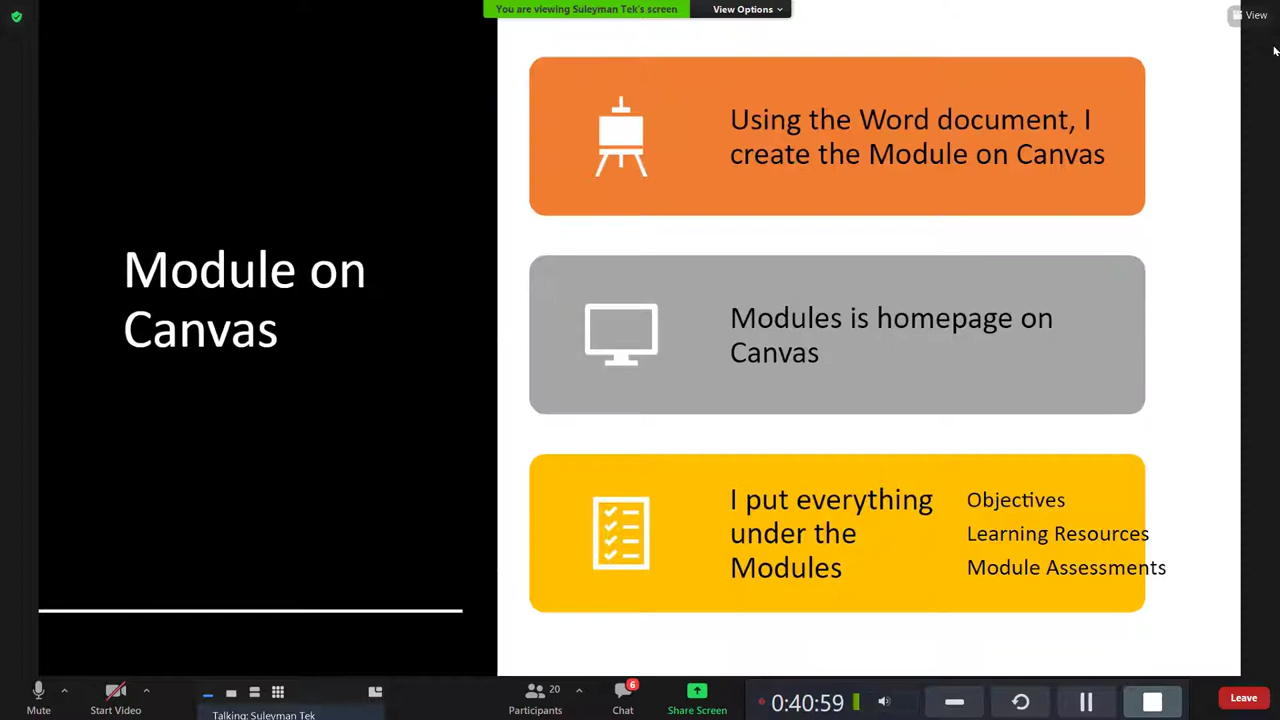 You are viewing Suleyman Tek's screen
View Options
View
Module on
Canvas
Using the Word document, I
create the Module on Canvas
Modules is homepage on
Canvas
I put everything
under the
Modules
Objectives
Learning Resources
Module Assessments
Mute
Start Video
Talking: Suleyman Tek
20
Participants
6
Chat
Share Screen
0:40:59
Leave